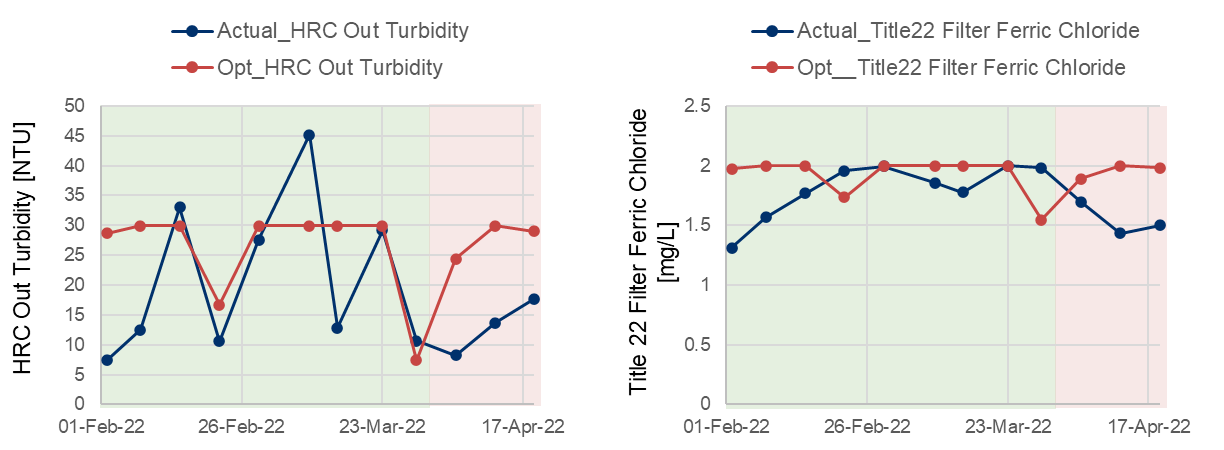 Actual_HRC Out Turbidity
Opt_HRC Out Turbidity
HRC Out Turbidity [NTU]
50
45
40
35
30
25
20
15
10
5
0
01-Feb-22
26-Feb-22
23-Mar-22
17-Apr-22
Actual_Title22 Filter Ferric Chloride
Opt__Title22 Filter Ferric Chloride
Title 22 Filter Ferric Chloride
[mg/L]
2.5
2
1.5
1
0.5
0
01-Feb-22
26-Feb-22
23-Mar-22
17-Apr-22